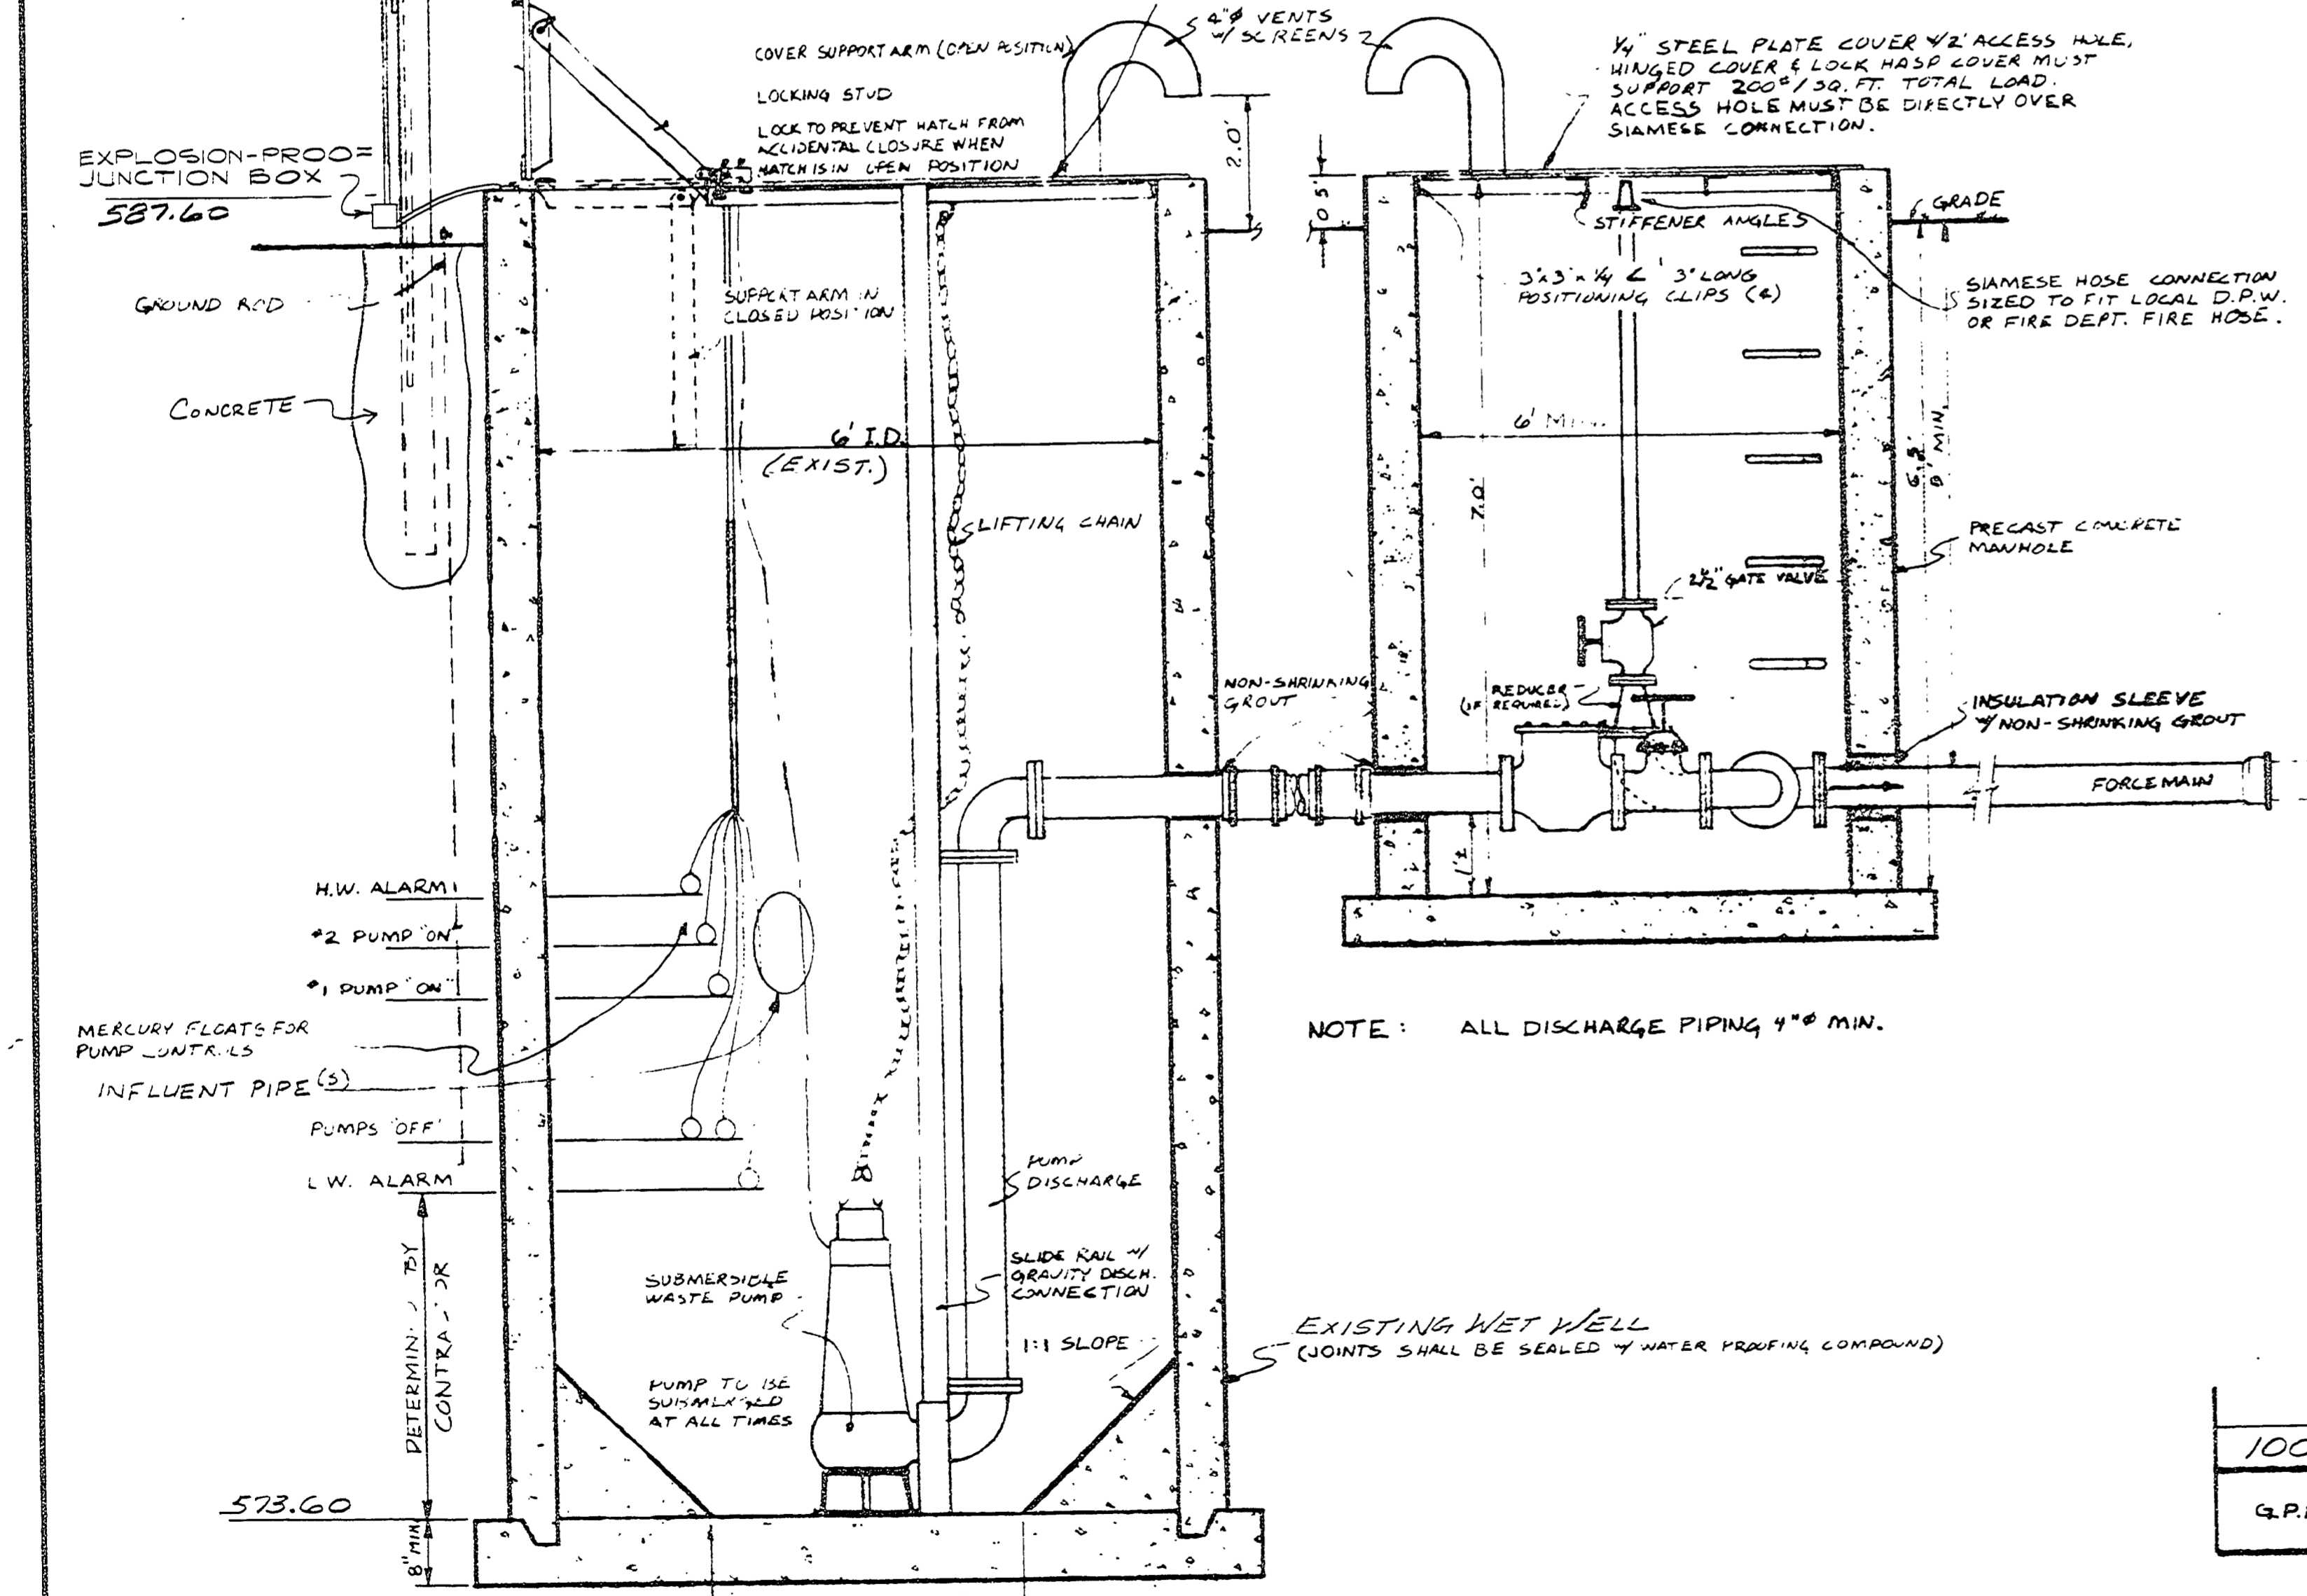 COVER SUPPORT ARM (OPEN POSITION)
LOCKING STUD
LOCK TO PREVENT HATCH FROM
ACCIDENTAL CLOSURE WHEN
HATCH IS IN OPEN POSITION
4"Ø VENTS
W/ SCREENS
2.0'
1/4" STEEL PLATE COVER W/2' ACCESS HOLE,
HINGED COVER & LOCK HASP COVER MUST
SUPPORT 200#/SQ. FT. TOTAL LOAD.
ACCESS HOLE MUST BE DIRECTLY OVER
SIAMESE CONNECTION.
EXPLOSION-PROOF
JUNCTION BOX
587.60
0.5'
STIFFENER ANGLES
GRADE
GROUND ROD
SUPPORT ARM IN
CLOSED POSITION
3"x3"x1/4 L 3" LONG
POSITIONING CLIPS (4)
SIAMESE HOSE CONNECTION
SIZED TO FIT LOCAL D.P.W.
OR FIRE DEPT. FIRE HOSE.
CONCRETE
6' I.D.
(EXIST.)
6' MIN.
7.0'
6.5'
MIN.
LIFTING CHAIN
PRECAST CONCRETE
MANHOLE
2 1/2" GATE VALVE
NON-SHRINKING
GROUT
REDUCER
(IF REQUIRED)
INSULATION SLEEVE
W/ NON-SHRINKING GROUT
FORCEMAIN
1'±
H.W. ALARM
#2 PUMP "ON"
#1 PUMP "ON"
MERCURY FLOATS FOR
PUMP CONTROLS
INFLUENT PIPE(S)
PUMPS "OFF"
L.W. ALARM
NOTE: ALL DISCHARGE PIPING 4"Ø MIN.
PUMP
DISCHARGE
DETERMINED BY
CONTRACTOR
SUBMERSIBLE
WASTE PUMP
SLIDE RAIL W/
GRAVITY DISCH.
CONNECTION
1:1 SLOPE
PUMP TO BE
SUBMERGED
AT ALL TIMES
EXISTING WET WELL
(JOINTS SHALL BE SEALED W/ WATER PROOFING COMPOUND)
573.60
8" MIN.
100
G.P.